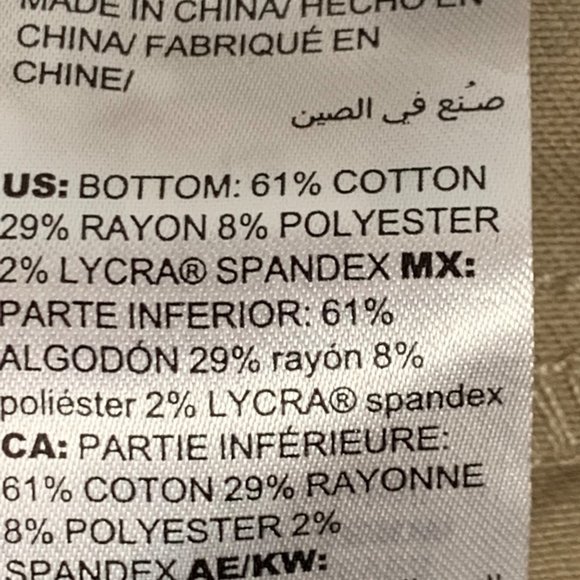 MADE IN CHINA/ HECHO EN
CHINA/ FABRIQUÉ EN
CHINE/
صُنع في الصين
US: BOTTOM: 61% COTTON
29% RAYON 8% POLYESTER
2% LYCRA® SPANDEX MX:
PARTE INFERIOR: 61%
ALGODÓN 29% rayón 8%
poliéster 2% LYCRA® spandex
CA: PARTIE INFÉRIEURE:
61% COTON 29% RAYONNE
8% POLYESTER 2%
SPANDEX AE/KW: